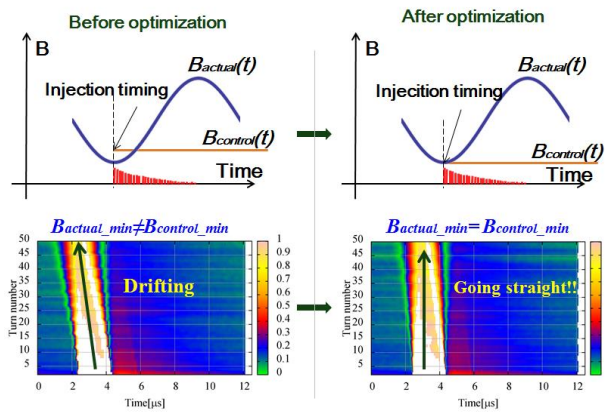 Before optimization
After optimization
B
Bactual(t)
Injection timing
Bcontrol(t)
Time
B
Bactual(t)
Injecition timing
Bcontrol(t)
Time
Bactual_min≠Bcontrol_min
Bactual_min=Bcontrol_min
Turn number
50
45
40
35
30
25
20
15
10
5
Drifting
1
0.9
0.8
0.7
0.6
0.5
0.4
0.3
0.2
0.1
0
0 2 4 6 8 10 12
Time[μs]
Turn number
50
45
40
35
30
25
20
15
10
5
Going straight!!
0 2 4 6 8 10 12
Time[μs]